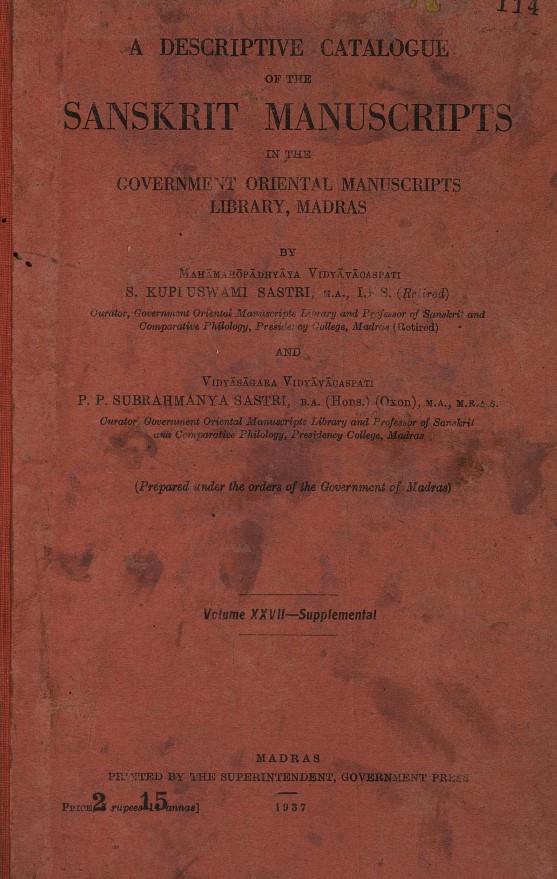 114
A DESCRIPTIVE CATALOGUE
OF THE
SANSKRIT MANUSCRIPTS
IN THE
GOVERNMENT ORIENTAL MANUSCRIPTS
LIBRARY, MADRAS
BY
MAHĀMAHŌPĀDHYĀYA VIDYĀVĀCASPATI
S. KUPPUSWAMI SASTRI, M.A., I.E.S. (Retired)
Curator, Government Oriental Manuscripts Library and Professor of Sanskrit and
Comparative Philology, Presidency College, Madras (Retired)
AND
VIDYĀSĀGARA VIDYĀVĀCASPATI
P. P. SUBRAHMANYA SASTRI, B.A. (Hons.) (Oxon), M.A., M.R.A.S.
Curator Government Oriental Manuscripts Library and Professor of Sanskrit
and Comparative Philology, Presidency College, Madras
(Prepared under the orders of the Government of Madras)
Volume XXVII—Supplemental
MADRAS
PRINTED BY THE SUPERINTENDENT, GOVERNMENT PRESS
PRICE, 2 rupees 15 annas]
1937